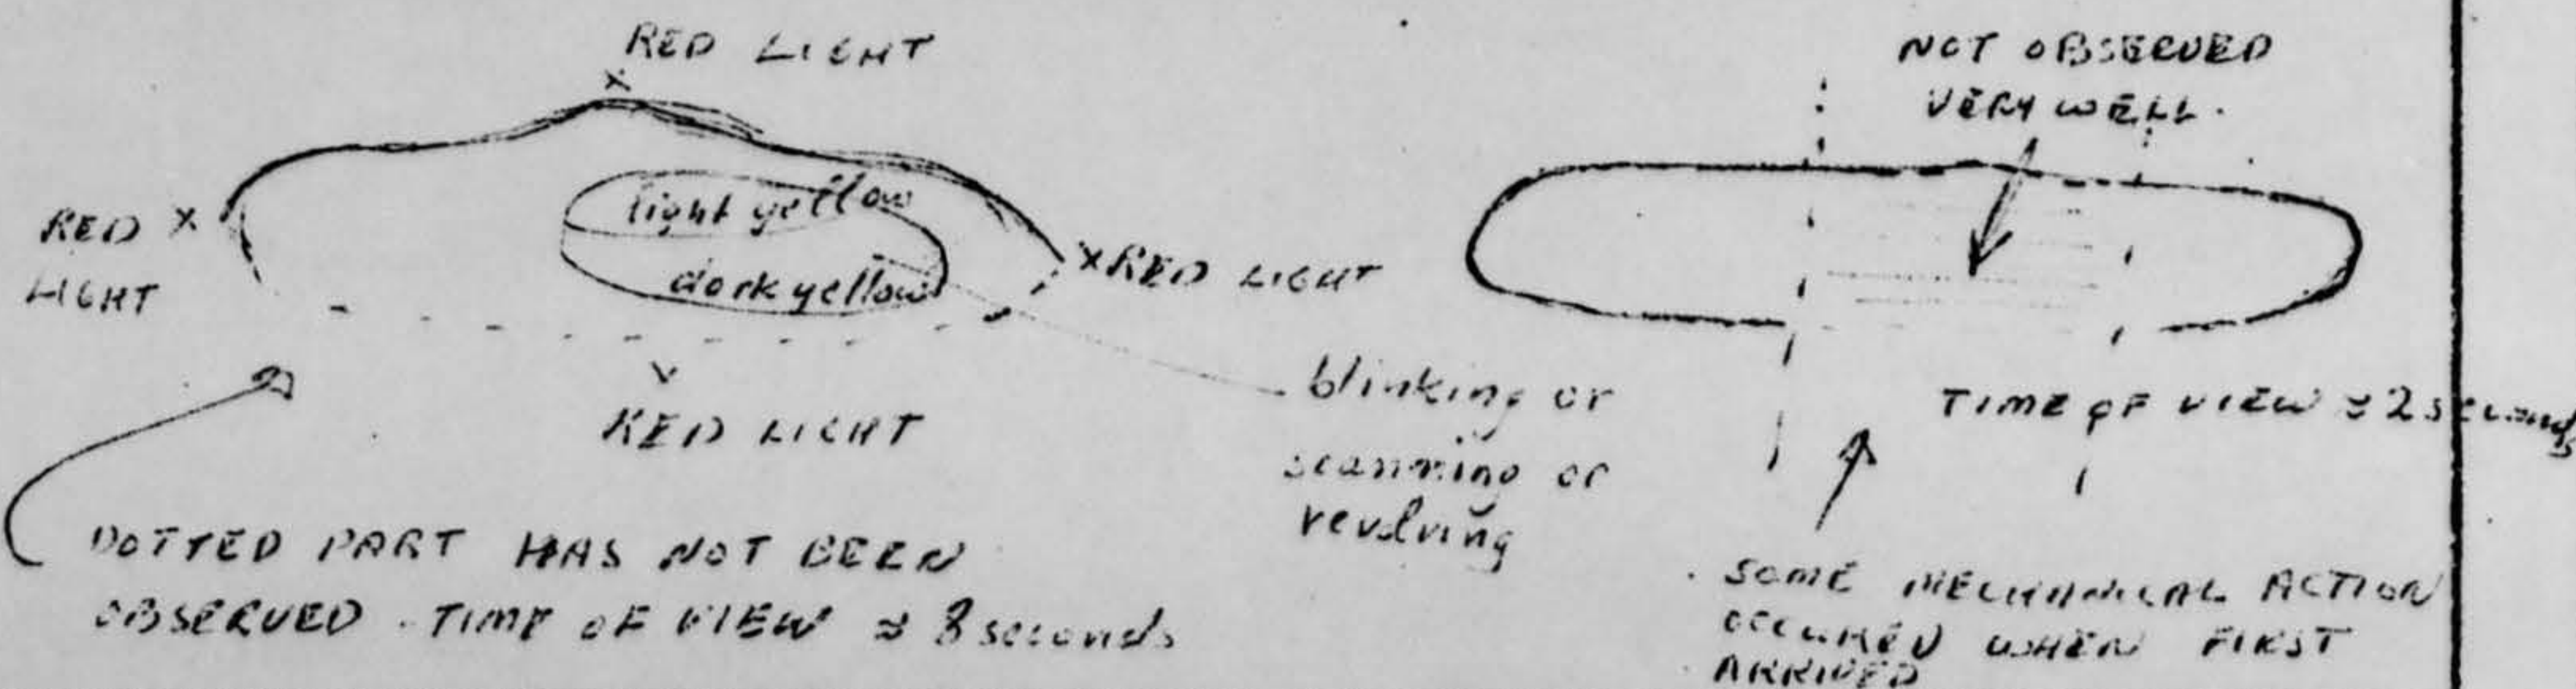 RED LIGHT
RED
LIGHT
light yellow
dark yellow
RED LIGHT
RED LIGHT
blinking or
scanning or
revolving
DOTTED PART HAS NOT BEEN
OBSERVED. TIME OF VIEW ≈ 8 seconds
NOT OBSERVED
VERY WELL.
TIME OF VIEW ≈ 2 seconds
SOME MECHANICAL ACTION
OCCURED WHEN FIRST
ARRIVED